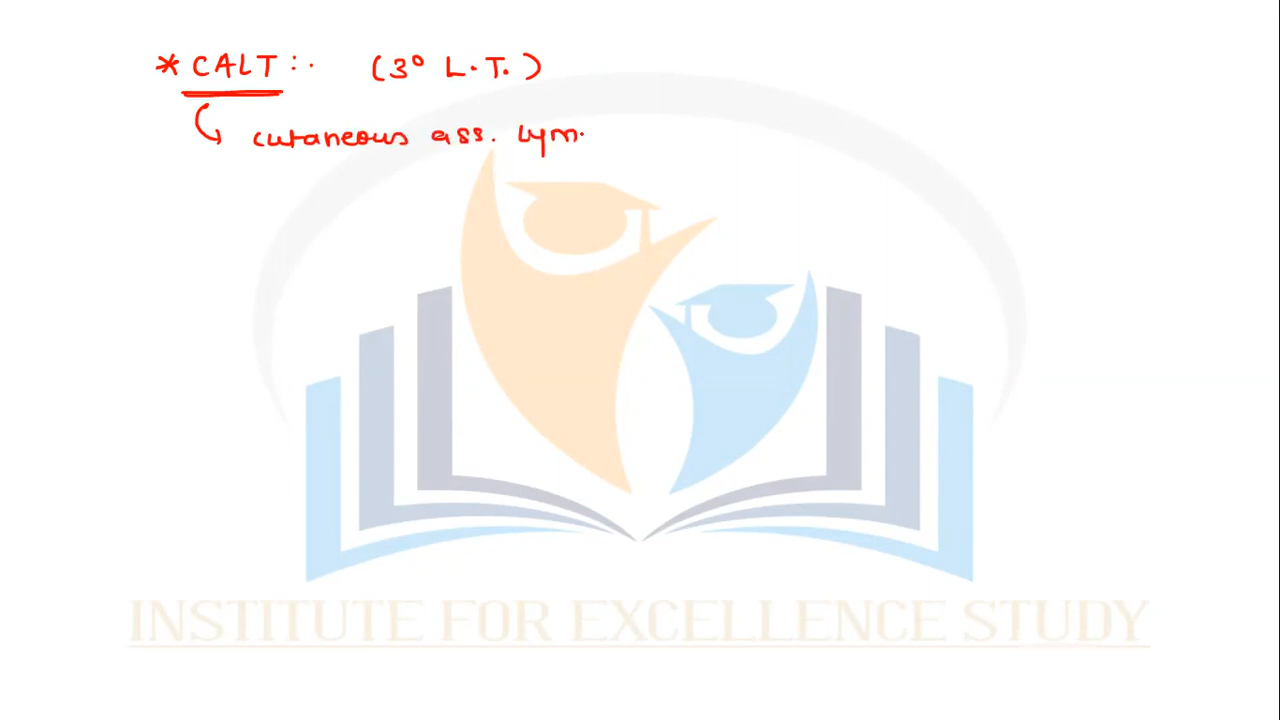 * CALT :· (3° L.T. )
cutaneous ass. Lym.
INSTITUTE FOR EXCELLENCE STUDY